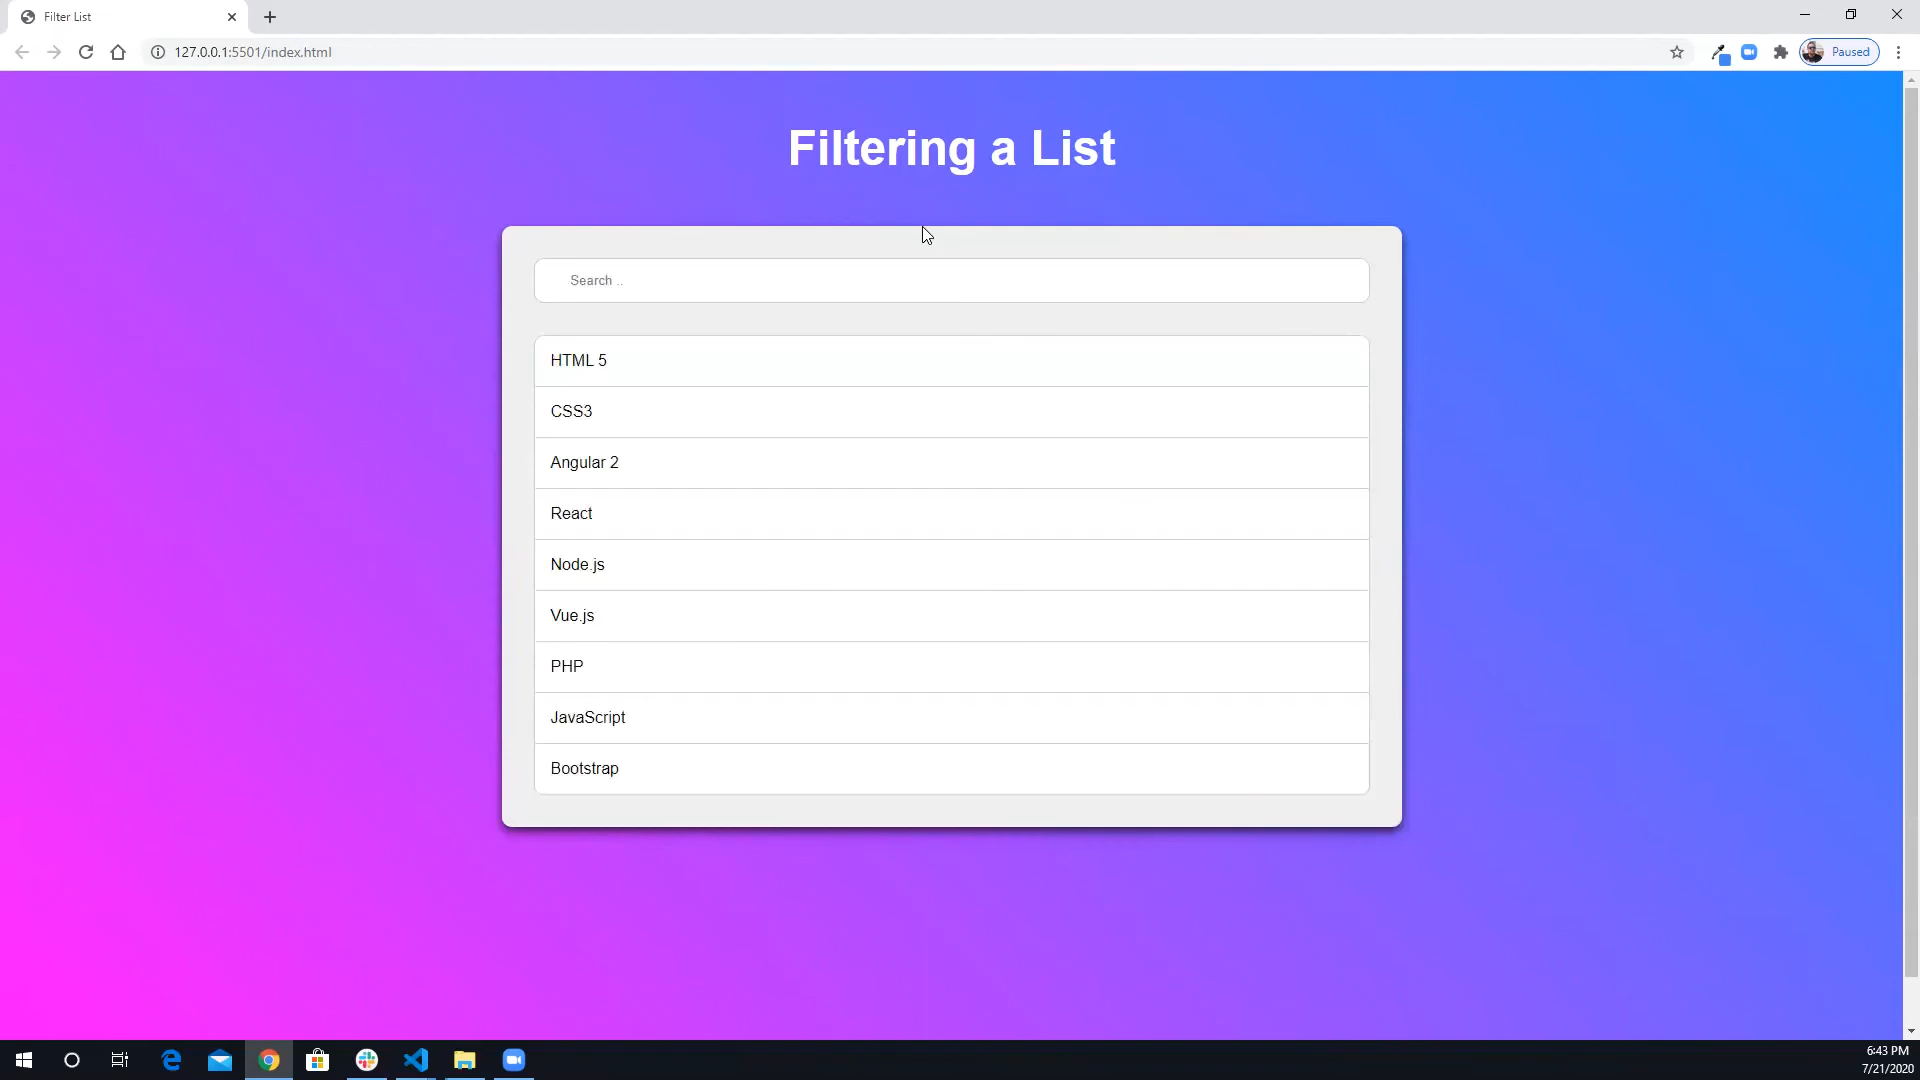 Filter List
127.0.0.1:5501/index.html
Paused
Filtering a List
Search ..
HTML 5
CSS3
Angular 2
React
Node.js
Vue.js
PHP
JavaScript
Bootstrap
6:43 PM
7/21/2020